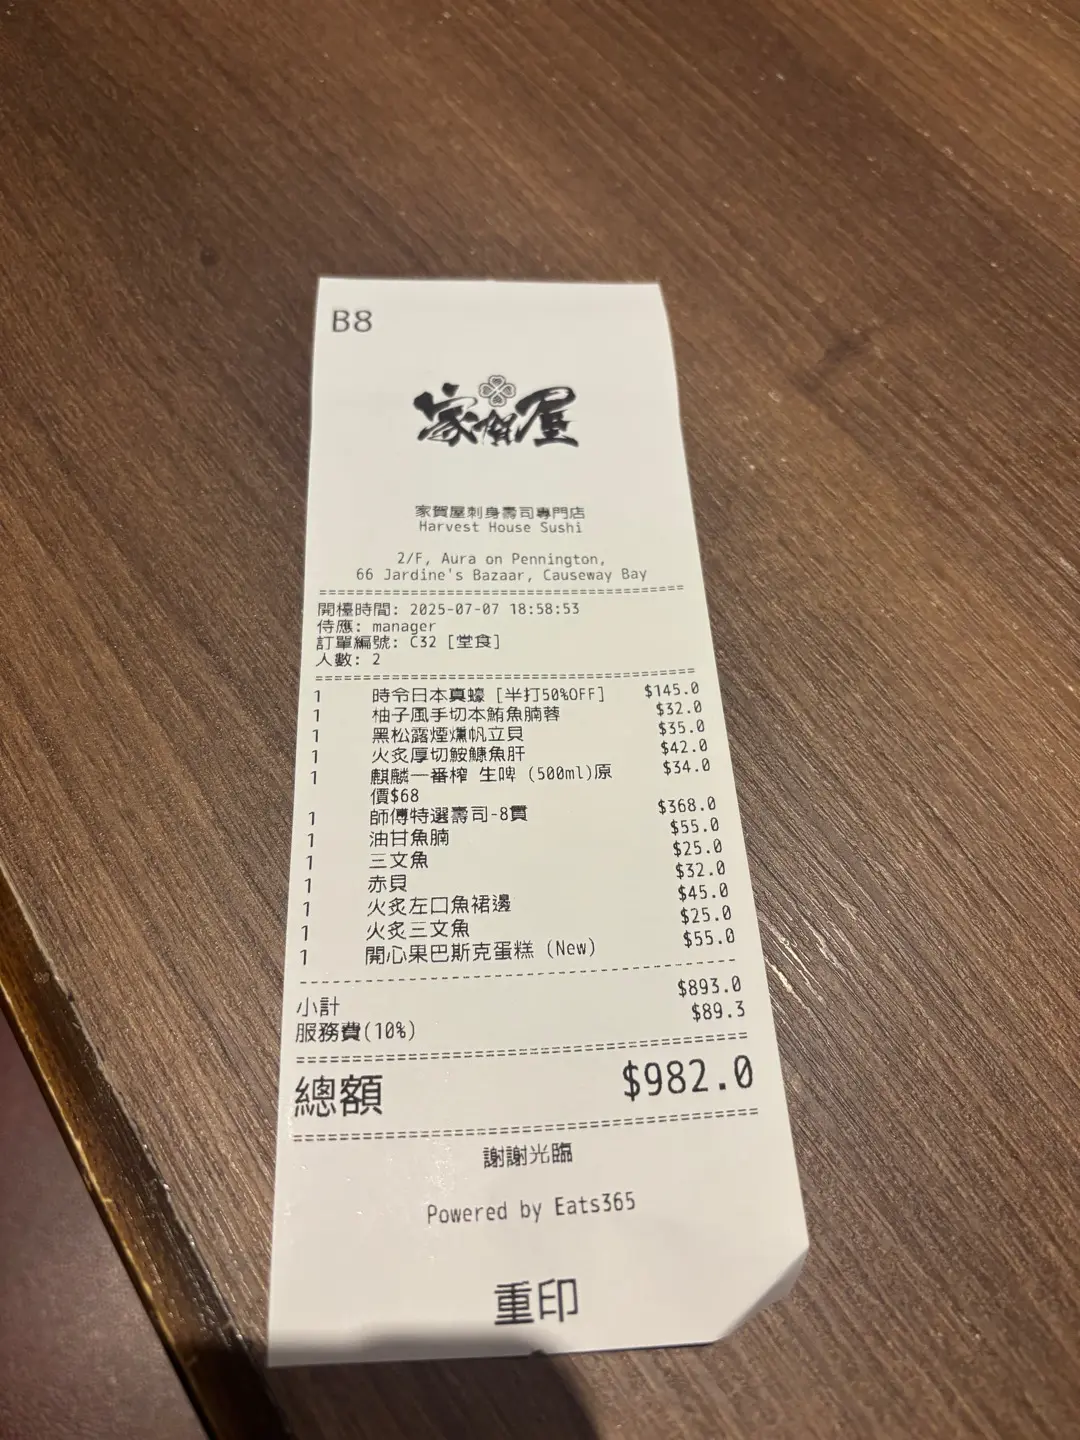 B8
家賀屋
家賀屋刺身壽司專門店
Harvest House Sushi
2/F, Aura on Pennington,
66 Jardine's Bazaar, Causeway Bay
開檯時間: 2025-07-07 18:58:53
侍應: manager
訂單編號: C32 [堂食]
人數: 2
1 時令日本真蠔 [半打50%OFF] $145.0
1 柚子風手切本鮪魚腩蓉 $32.0
1 黑松露煙燻帆立貝 $35.0
1 火炙厚切鮟鱇魚肝 $42.0
1 麒麟一番榨 生啤 (500ml)原 $34.0
價$68
1 師傅特選壽司-8貫 $368.0
1 油甘魚腩 $55.0
1 三文魚 $25.0
1 赤貝 $32.0
1 火炙左口魚裙邊 $45.0
1 火炙三文魚 $25.0
1 開心果巴斯克蛋糕 (New) $55.0
小計 $893.0
服務費(10%) $89.3
總額 $982.0
謝謝光臨
Powered by Eats365
重印